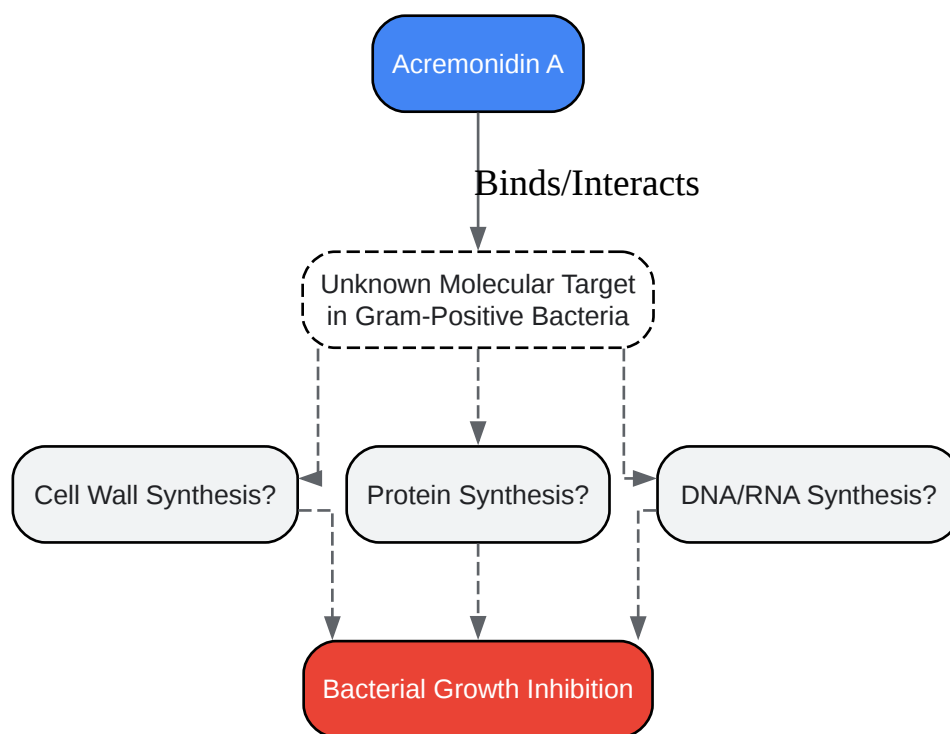 Acremonidin A
Binds/Interacts
Unknown Molecular Target
in Gram-Positive Bacteria
Cell Wall Synthesis?
Protein Synthesis?
DNA/RNA Synthesis?
Bacterial Growth Inhibition